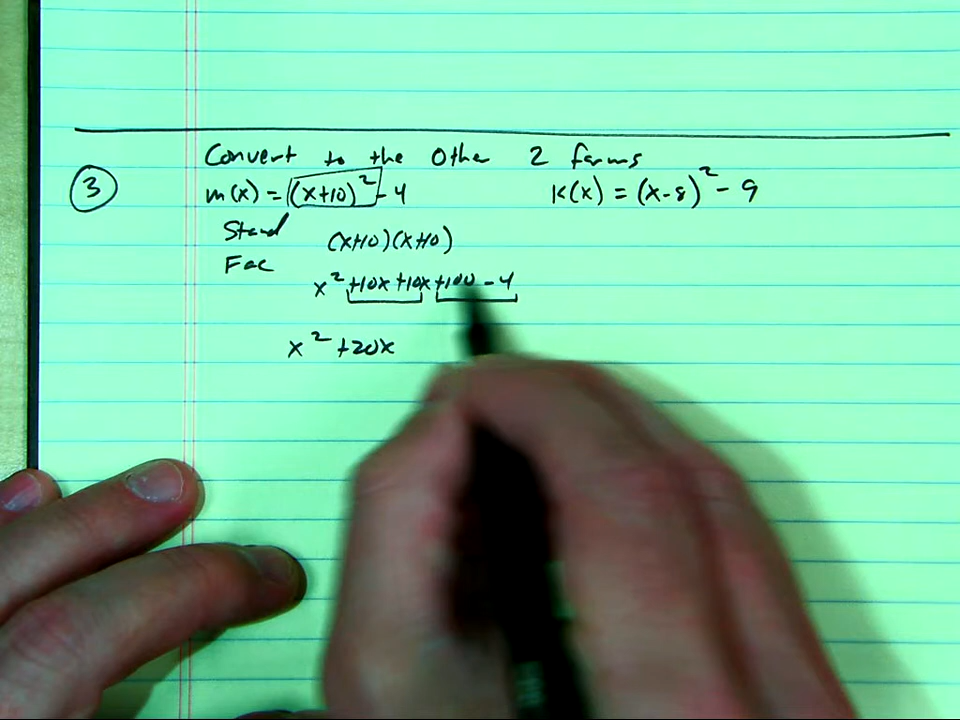 Convert to the Other 2 forms
3 m(x) = (x+10)² - 4 K(x) = (x-8)² - 9
Stand (x+10)(x+10)
Fac
x² +10x +10x +100 - 4
x² +20x